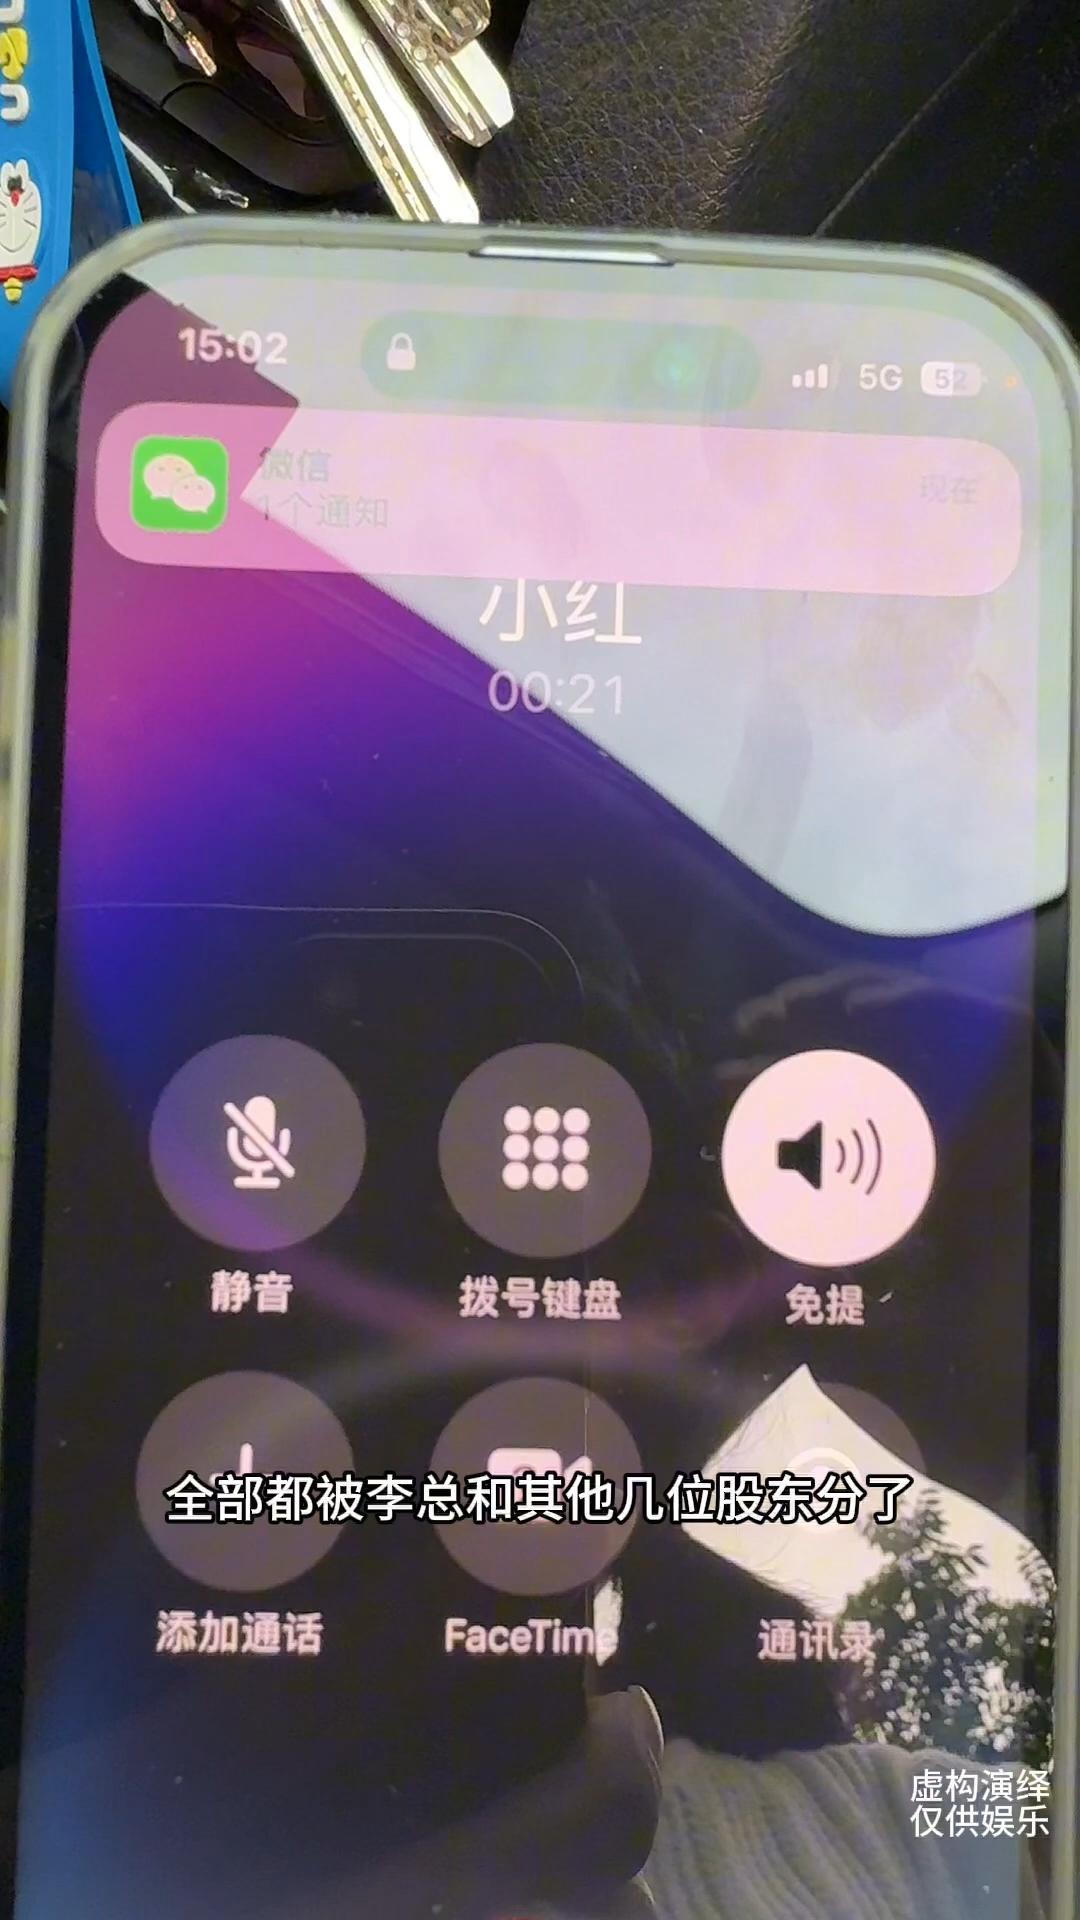 15:02
5G
52
微信
现在
1个通知
小红
00:21
静音
拨号键盘
免提
全部都被李总和其他几位股东分了
添加通话
FaceTime
通讯录
虚构演绎
仅供娱乐